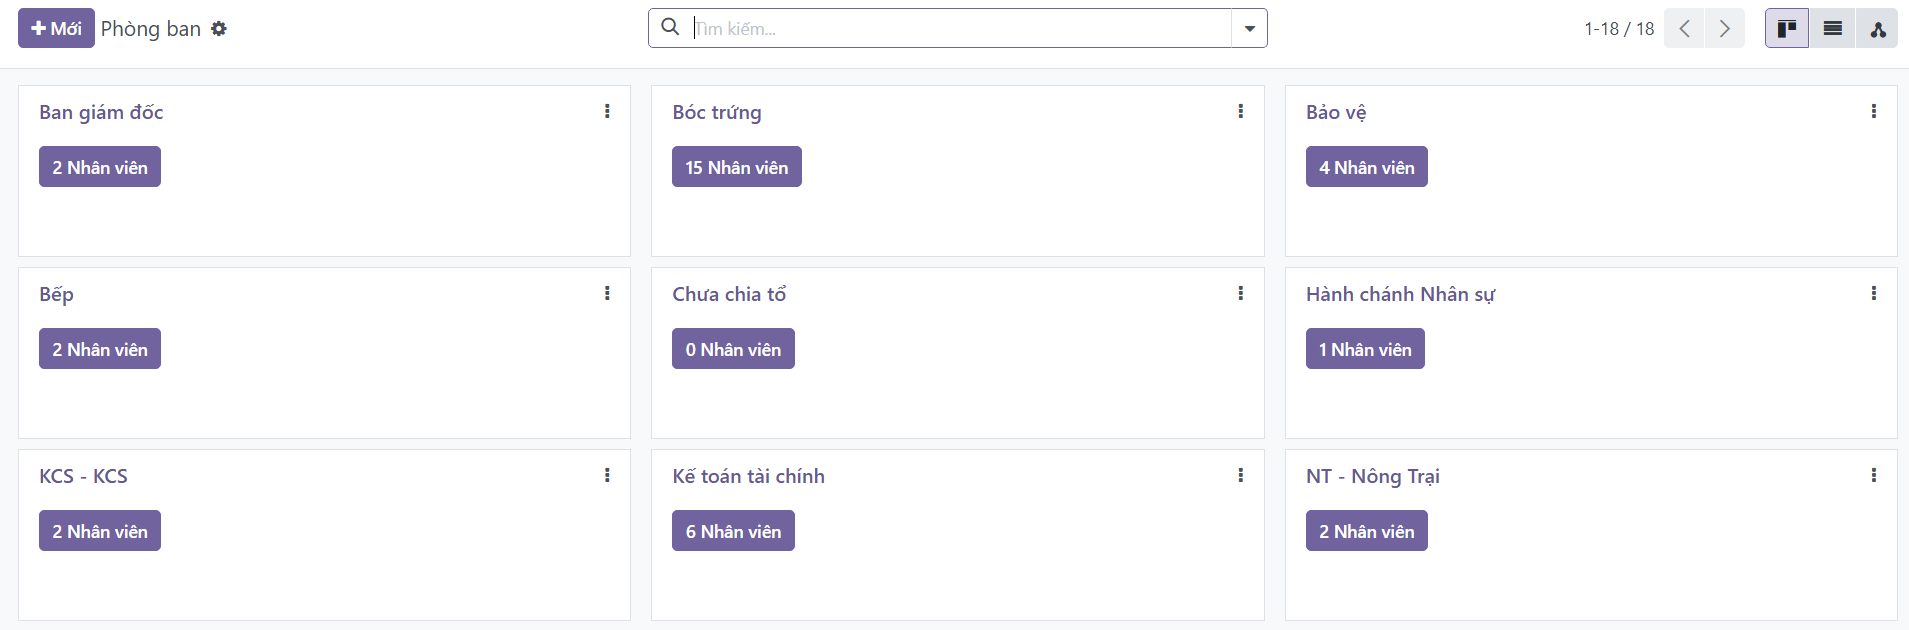 Mới Phòng ban Tìm kiếm... 1-18 / 18
Ban giám đốc
2 Nhân viên
Bóc trứng
15 Nhân viên
Bảo vệ
4 Nhân viên
Bếp
2 Nhân viên
Chưa chia tổ
0 Nhân viên
Hành chánh Nhân sự
1 Nhân viên
KCS - KCS
2 Nhân viên
Kế toán tài chính
6 Nhân viên
NT - Nông Trại
2 Nhân viên